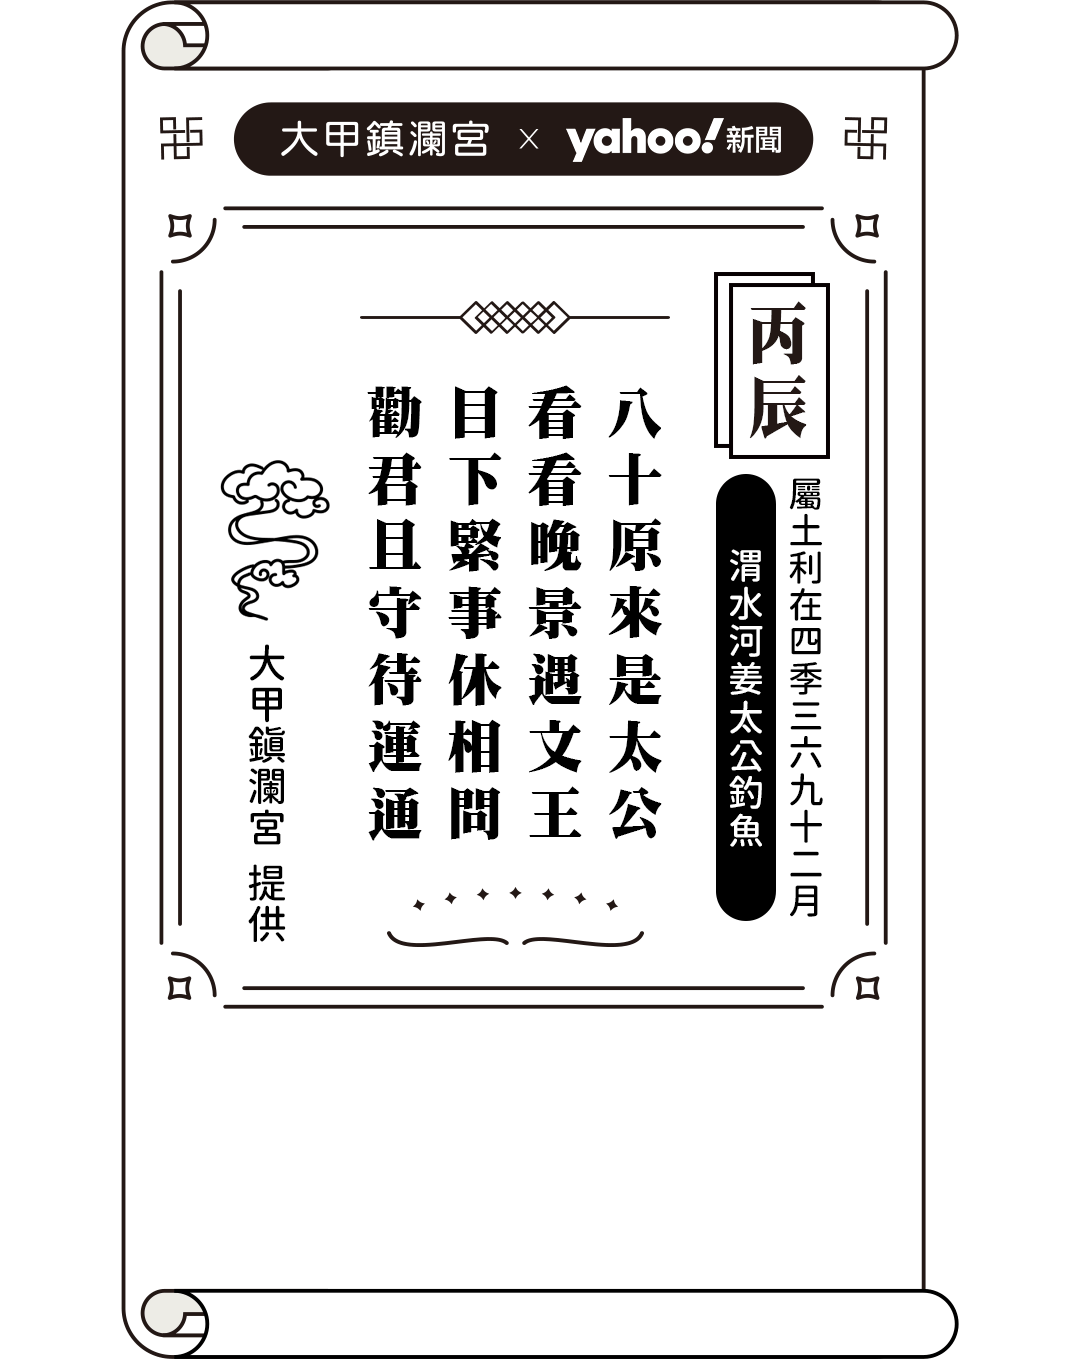 大甲鎮瀾宮 × yahoo!新聞
丙辰
屬土利在四季三六九十二月
渭水河姜太公釣魚
八十原來是太公
看看晚景遇文王
目下緊事休相問
勸君且守待運通
大甲鎮瀾宮 提供